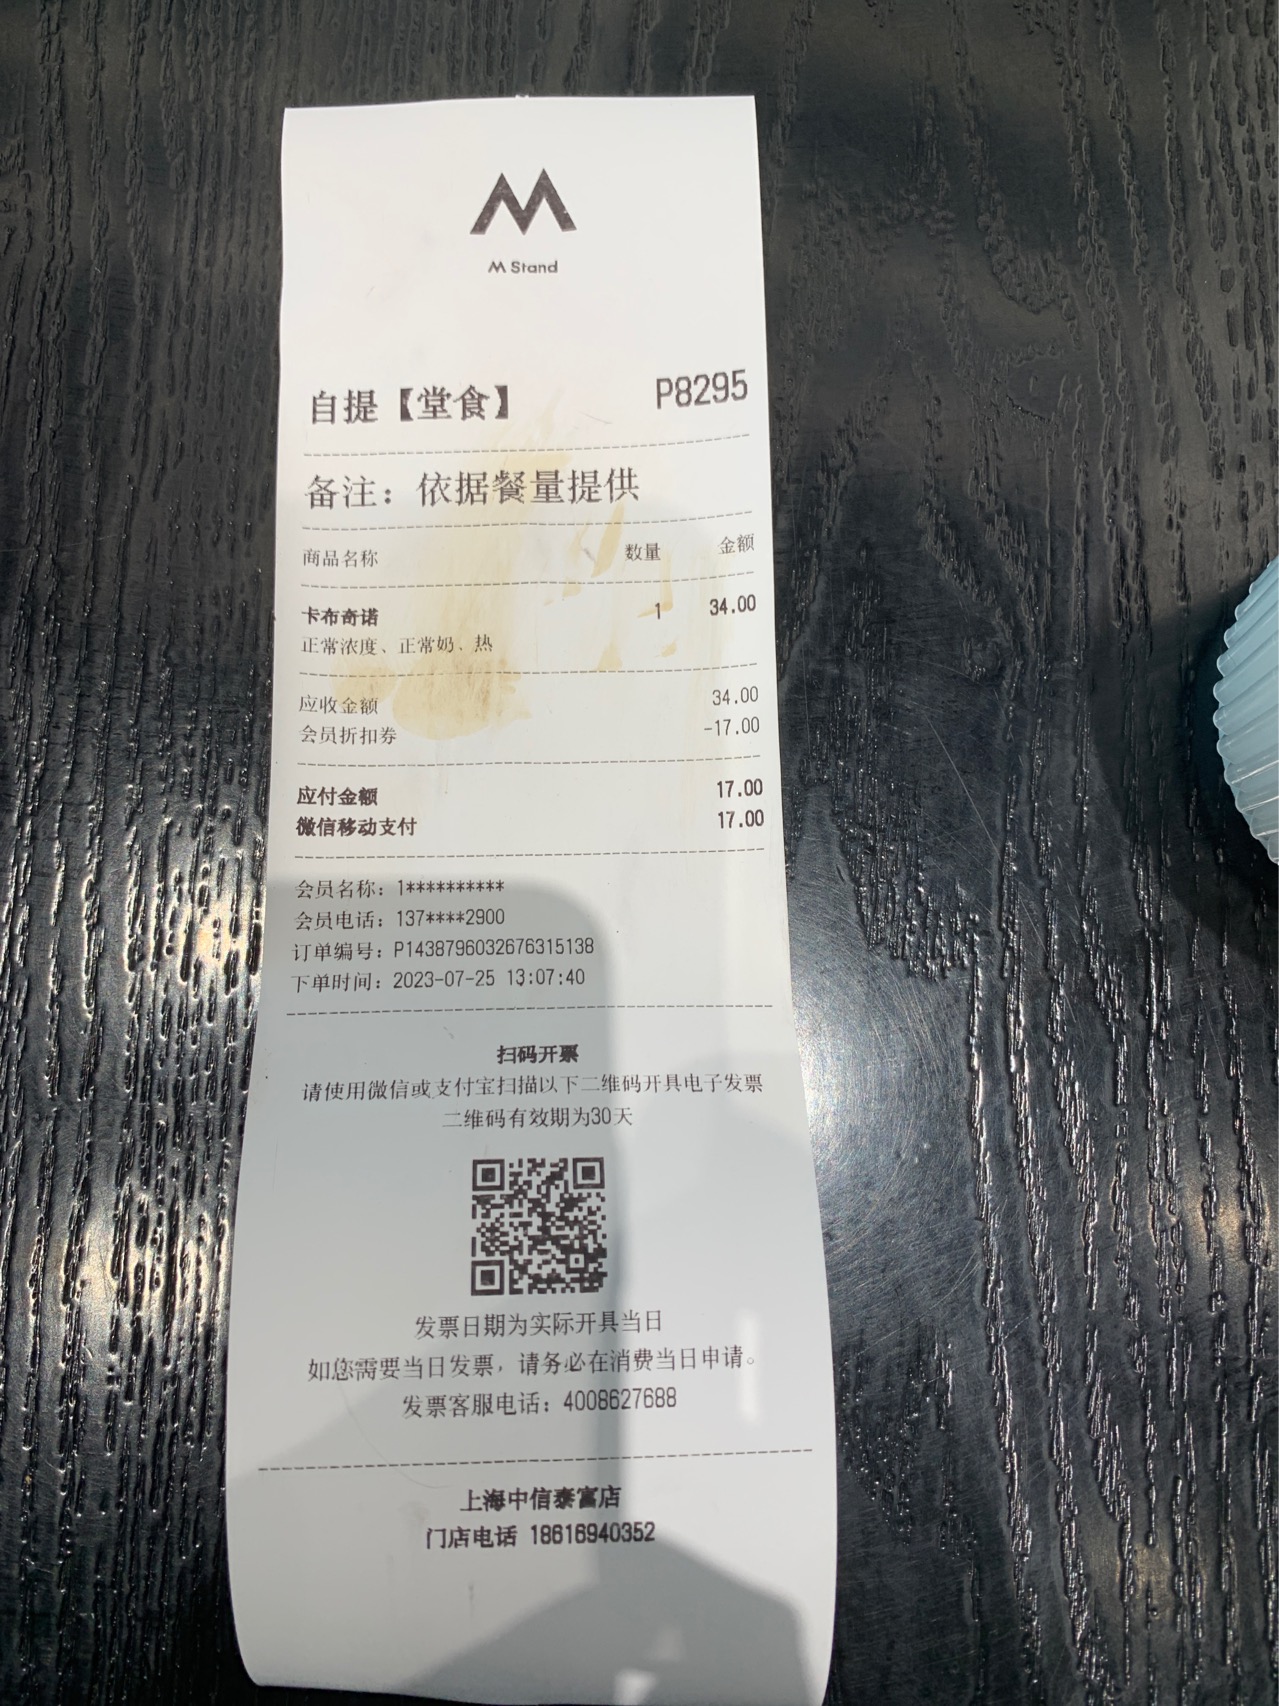 M Stand
自提【堂食】 P8295
备注：依据餐量提供
商品名称 数量 金额
卡布奇诺 1 34.00
正常浓度、正常奶、热
应收金额 34.00
会员折扣券 -17.00
应付金额 17.00
微信移动支付 17.00
会员名称：1**********
会员电话：137****2900
订单编号：P1438796032676315138
下单时间：2023-07-25 13:07:40
扫码开票
请使用微信或支付宝扫描以下二维码开具电子发票
二维码有效期为30天
发票日期为实际开具当日
如您需要当日发票，请务必在消费当日申请。
发票客服电话：4008627688
上海中信泰富店
门店电话 18616940352